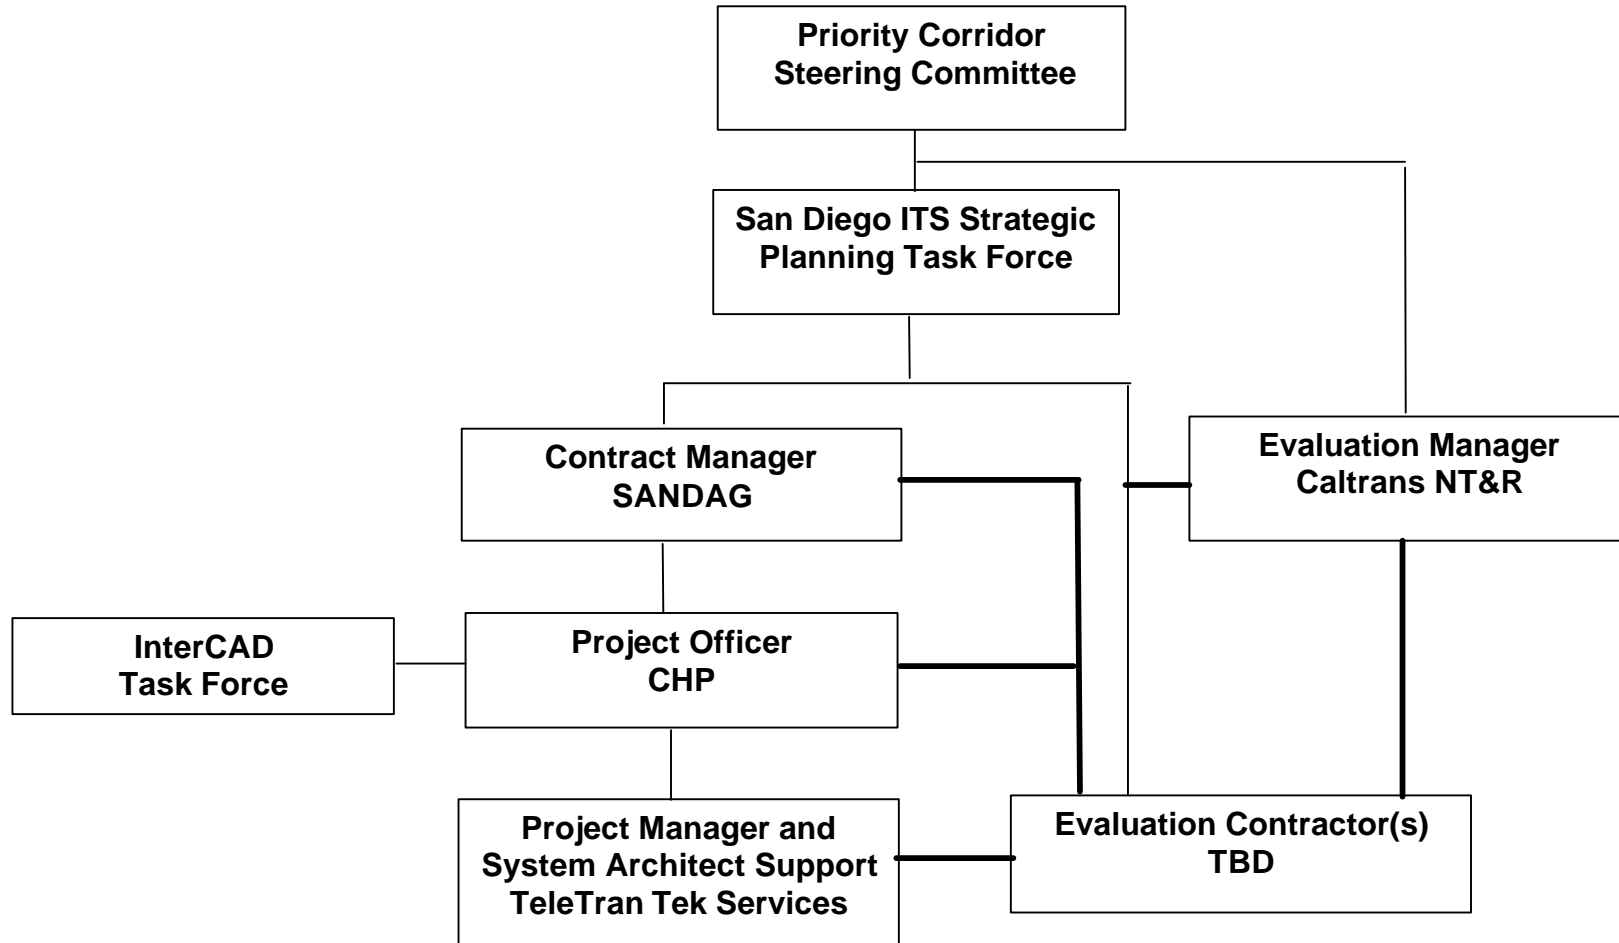 Priority Corridor
Steering Committee
San Diego ITS Strategic
Planning Task Force
Contract Manager
SANDAG
Evaluation Manager
Caltrans NT&R
InterCAD
Task Force
Project Officer
CHP
Project Manager and
System Architect Support
TeleTran Tek Services
Evaluation Contractor(s)
TBD